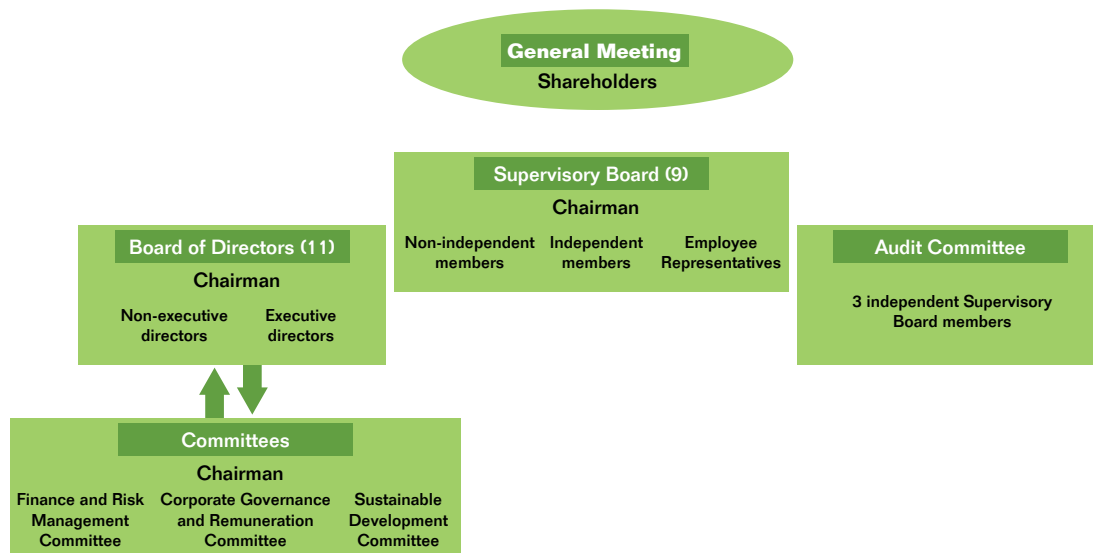 General Meeting
Shareholders
Supervisory Board (9)
Chairman
Non-independent
members
Independent
members
Employee
Representatives
Board of Directors (11)
Chairman
Non-executive
directors
Executive
directors
Audit Committee
3 independent Supervisory
Board members
Committees
Chairman
Finance and Risk
Management
Committee
Corporate Governance
and Remuneration
Committee
Sustainable
Development
Committee